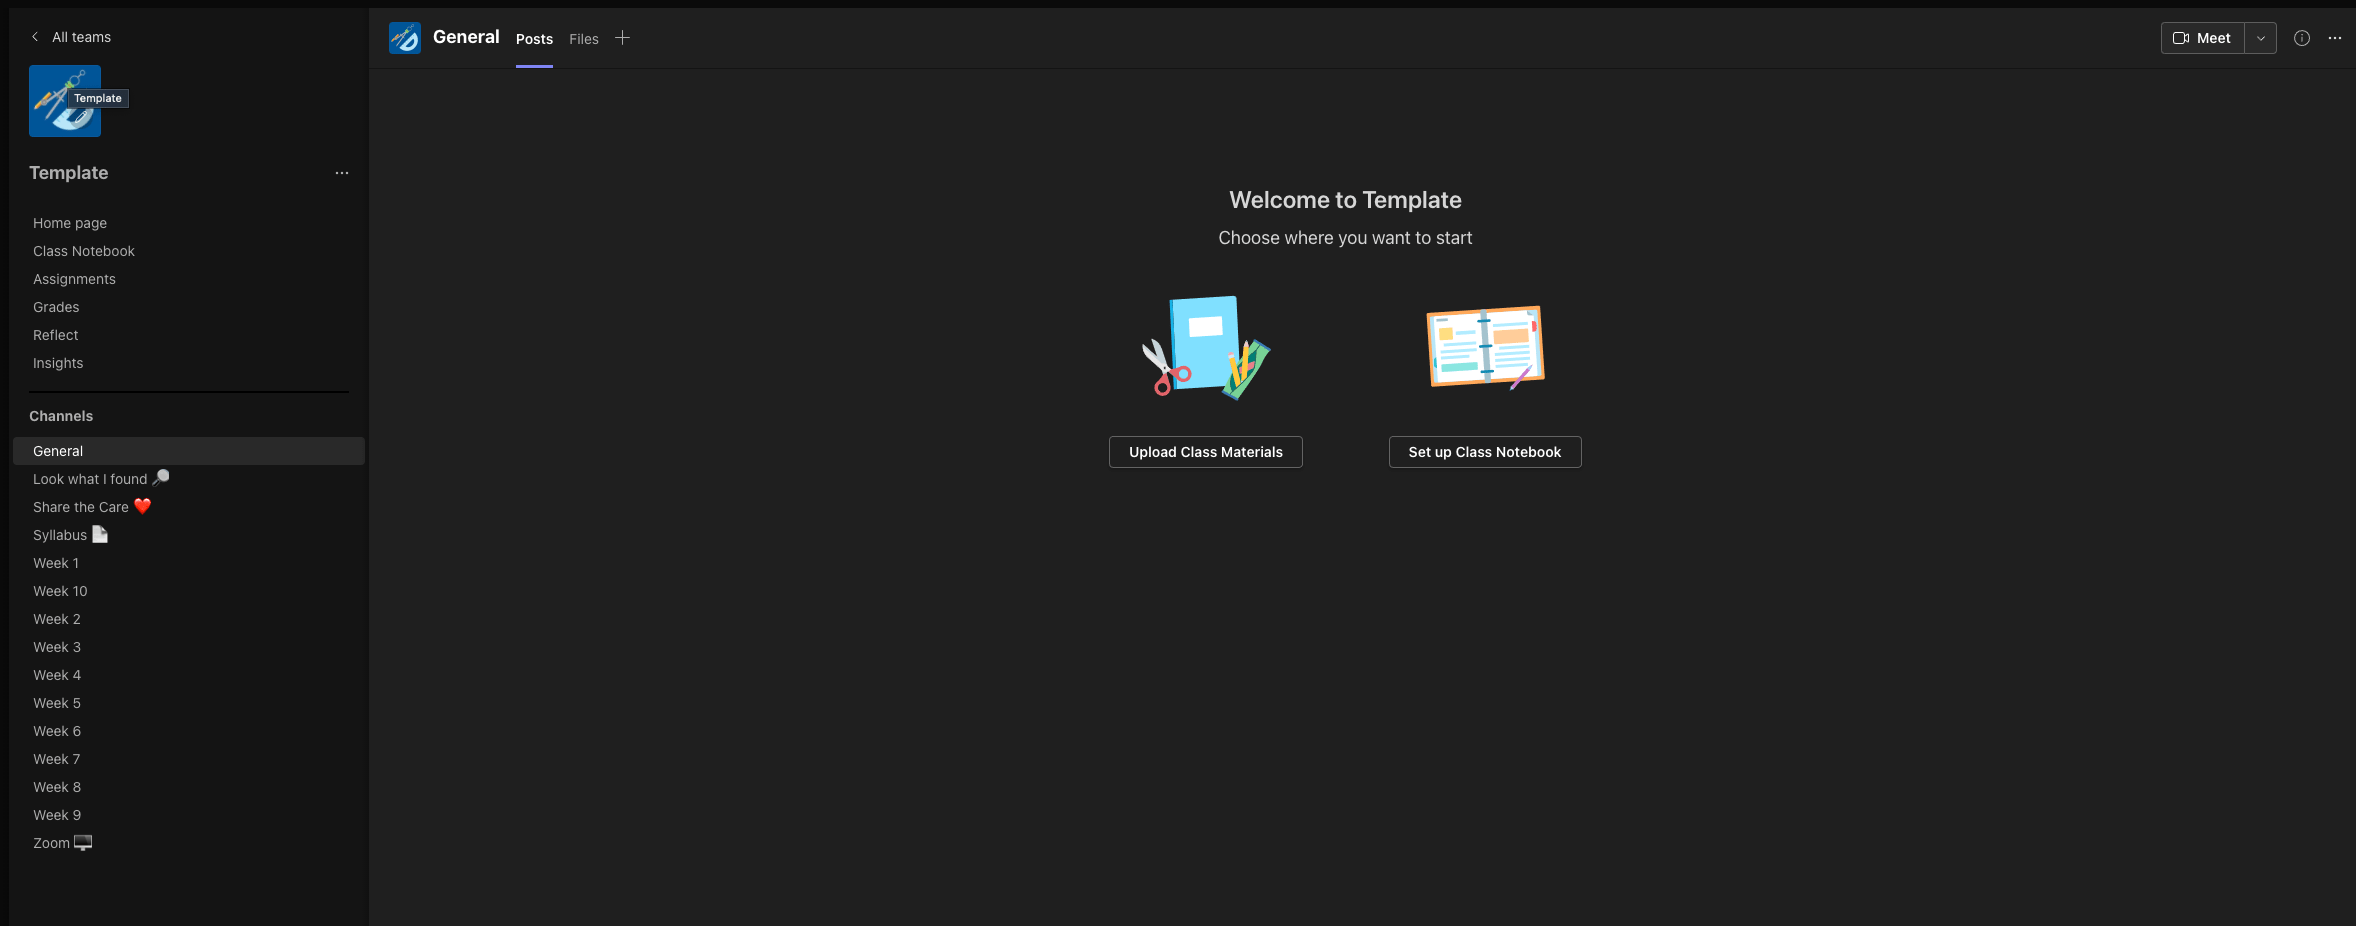 All teams
Template
Template
Home page
Class Notebook
Assignments
Grades
Reflect
Insights
Channels
General
Look what I found 🔎
Share the Care ❤️
Syllabus 📄
Week 1
Week 10
Week 2
Week 3
Week 4
Week 5
Week 6
Week 7
Week 8
Week 9
Zoom 🖥️
General Posts Files
Meet
Welcome to Template
Choose where you want to start
Upload Class Materials
Set up Class Notebook